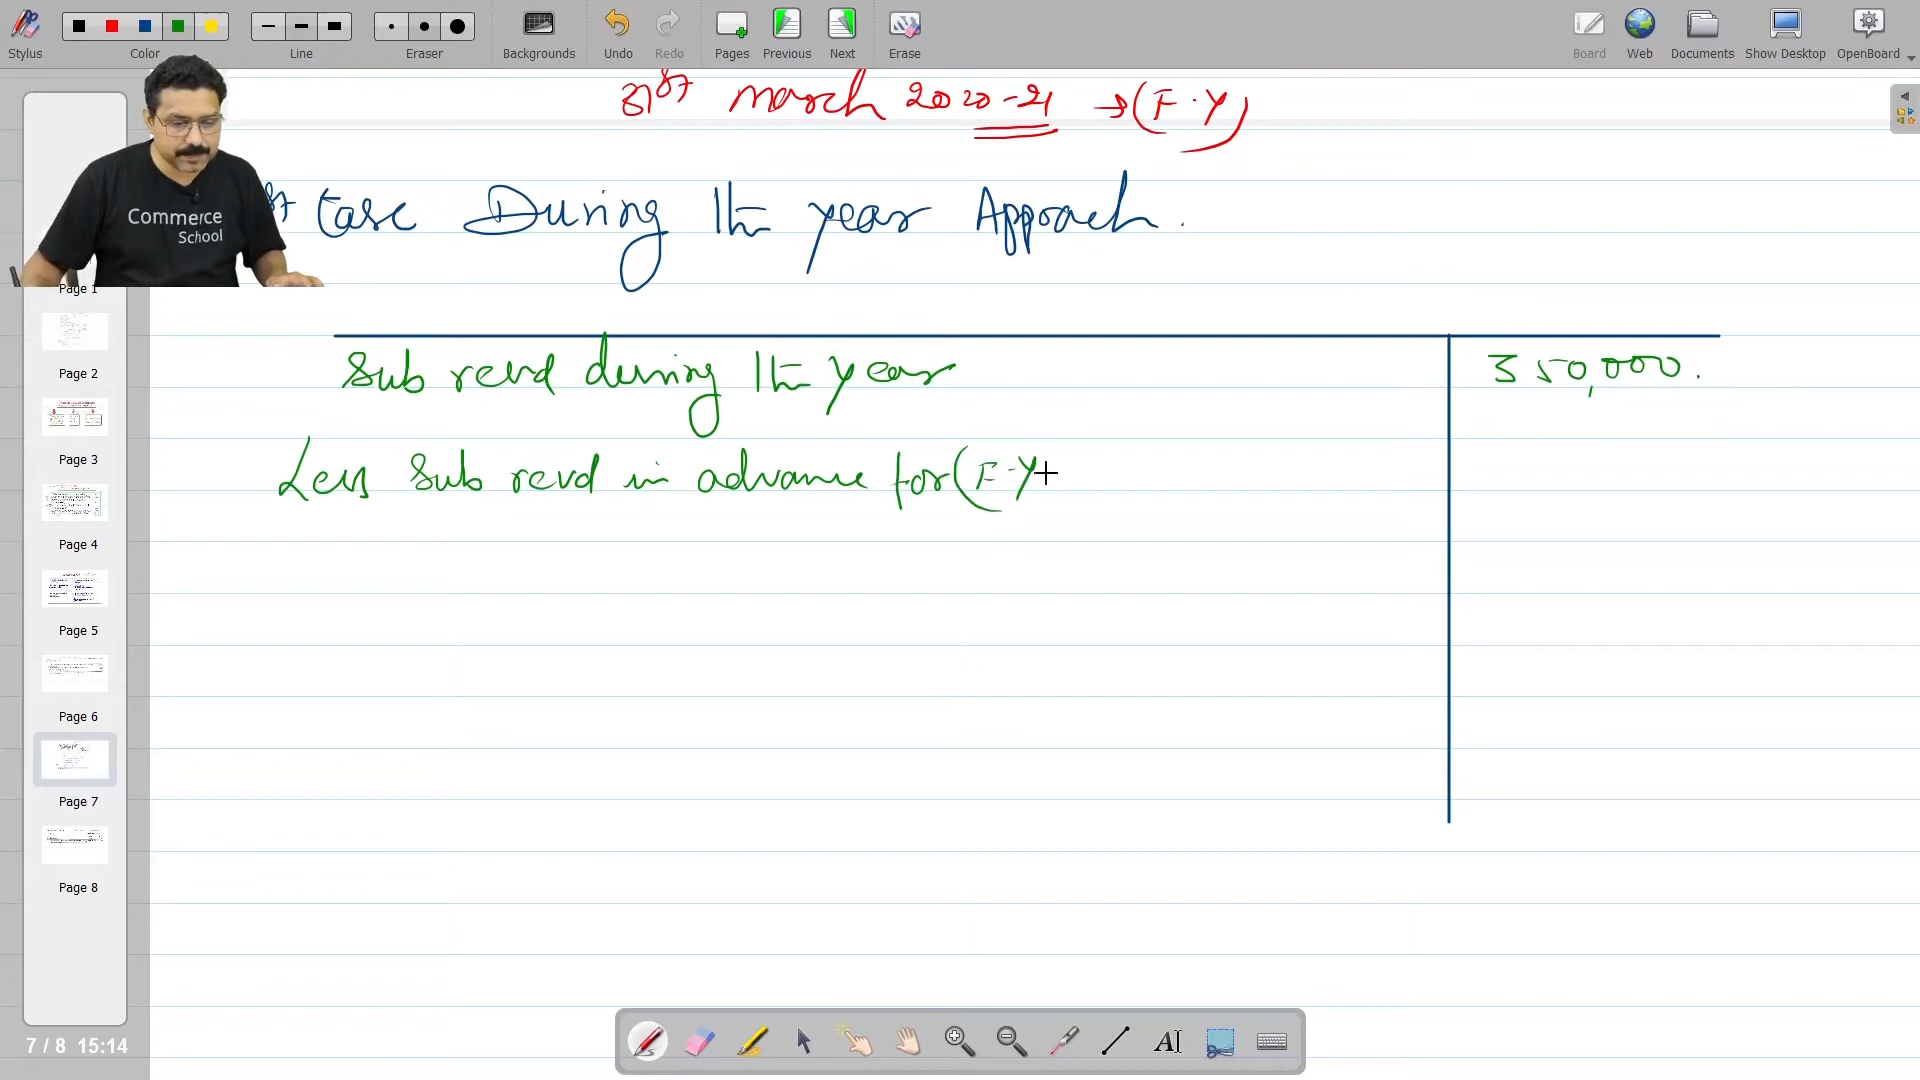 Stylus
Color
Line
Eraser
Backgrounds
Undo
Redo
Pages
Previous
Next
Erase
Board
Web
Documents
Show Desktop
OpenBoard
31st march 2020-21 → (F.Y)
st Case During the year Approach.
Commerce
School
Sub revd during the year 350,000.
Less Sub revd in advance for (F.Y
Page 1
Page 2
Page 3
Page 4
Page 5
Page 6
Page 7
Page 8
7 / 8 15:14